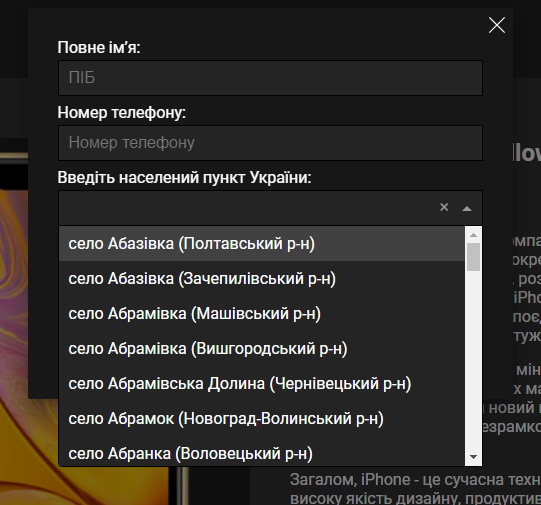 Повне ім’я:
ПІБ
Номер телефону:
Номер телефону
Введіть населений пункт України:
село Абазівка (Полтавський р-н)
село Абазівка (Зачепилівський р-н)
село Абрамівка (Машівський р-н)
село Абрамівка (Вишгородський р-н)
село Абрамівська Долина (Чернівецький р-н)
село Абрамок (Новоград-Волинський р-н)
село Абранка (Воловецький р-н)
Загалом, iPhone - це сучасна техн
високу якість дизайну, продуктив